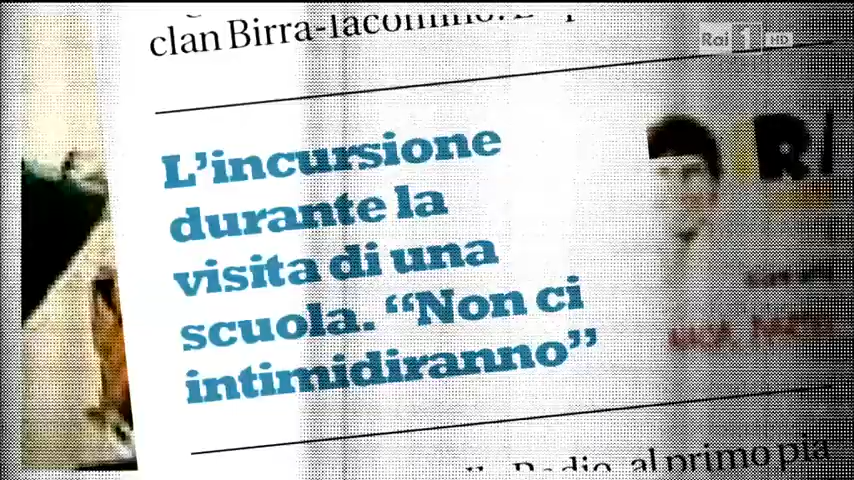 clan Birra-Iacomino.
Rai 1 HD
L'incursione
durante la
visita di una
scuola. “Non ci
intimidiranno”
Radio, al primo pia